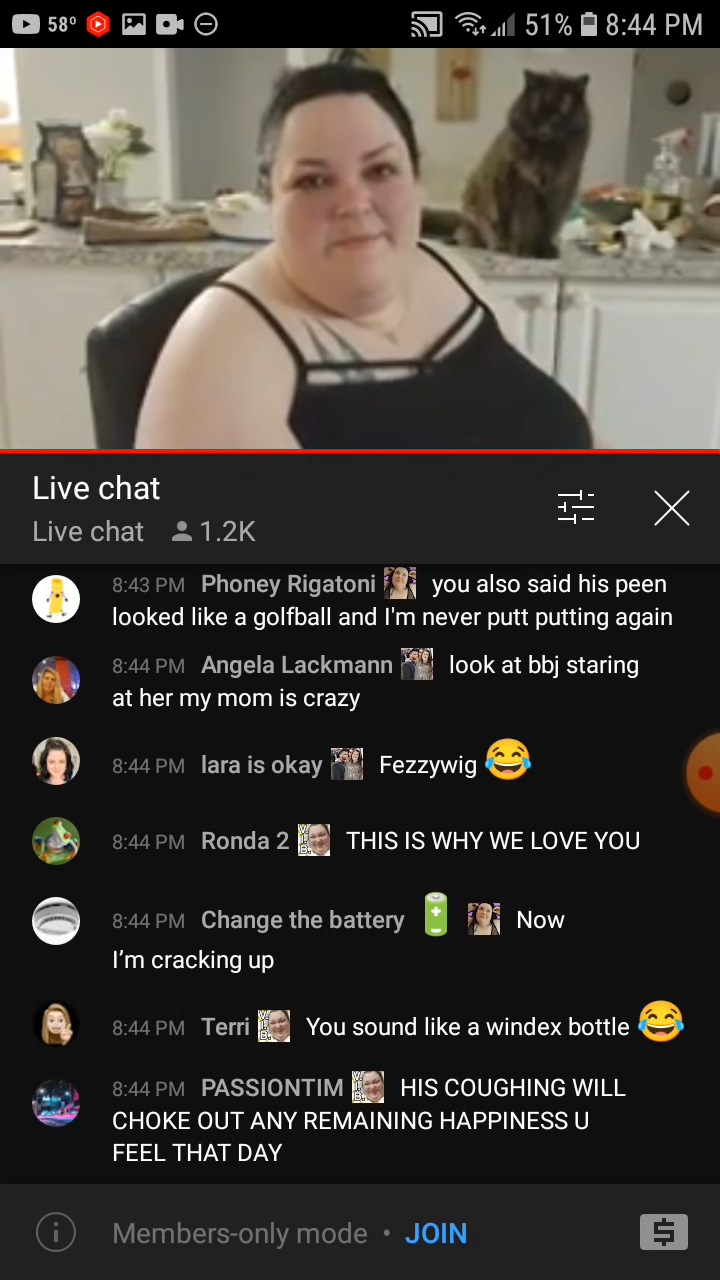 58° 51% 8:44 PM
Live chat
Live chat 1.2K
8:43 PM Phoney Rigatoni you also said his peen
looked like a golfball and I'm never putt putting again
8:44 PM Angela Lackmann look at bbj staring
at her my mom is crazy
8:44 PM lara is okay Fezzywig 😂
8:44 PM Ronda 2 THIS IS WHY WE LOVE YOU
8:44 PM Change the battery 🔋 Now
I’m cracking up
8:44 PM Terri You sound like a windex bottle 😂
8:44 PM PASSIONTIM HIS COUGHING WILL
CHOKE OUT ANY REMAINING HAPPINESS U
FEEL THAT DAY
Members-only mode • JOIN